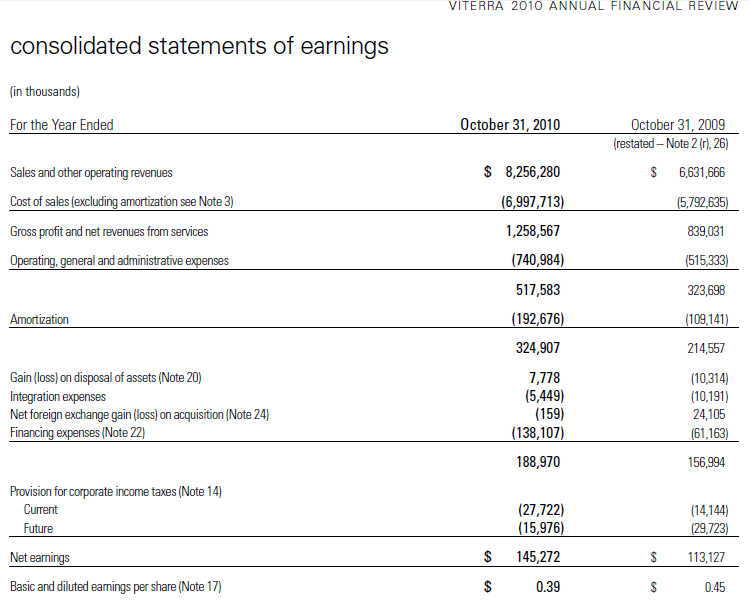 VITERRA 2010 ANNUAL FINANCIAL REVIEW
consolidated statements of earnings
(in thousands)
For the Year Ended October 31, 2010 October 31, 2009
(restated – Note 2 (r), 26)
Sales and other operating revenues $ 8,256,280 $ 6,631,666
Cost of sales (excluding amortization see Note 3) (6,997,713) (5,792,635)
Gross profit and net revenues from services 1,258,567 839,031
Operating, general and administrative expenses (740,984) (515,333)
517,583 323,698
Amortization (192,676) (109,141)
324,907 214,557
Gain (loss) on disposal of assets (Note 20) 7,778 (10,314)
Integration expenses (5,449) (10,191)
Net foreign exchange gain (loss) on acquisition (Note 24) (159) 24,105
Financing expenses (Note 22) (138,107) (61,163)
188,970 156,994
Provision for corporate income taxes (Note 14)
Current (27,722) (14,144)
Future (15,976) (29,723)
Net earnings $ 145,272 $ 113,127
Basic and diluted earnings per share (Note 17) $ 0.39 $ 0.45